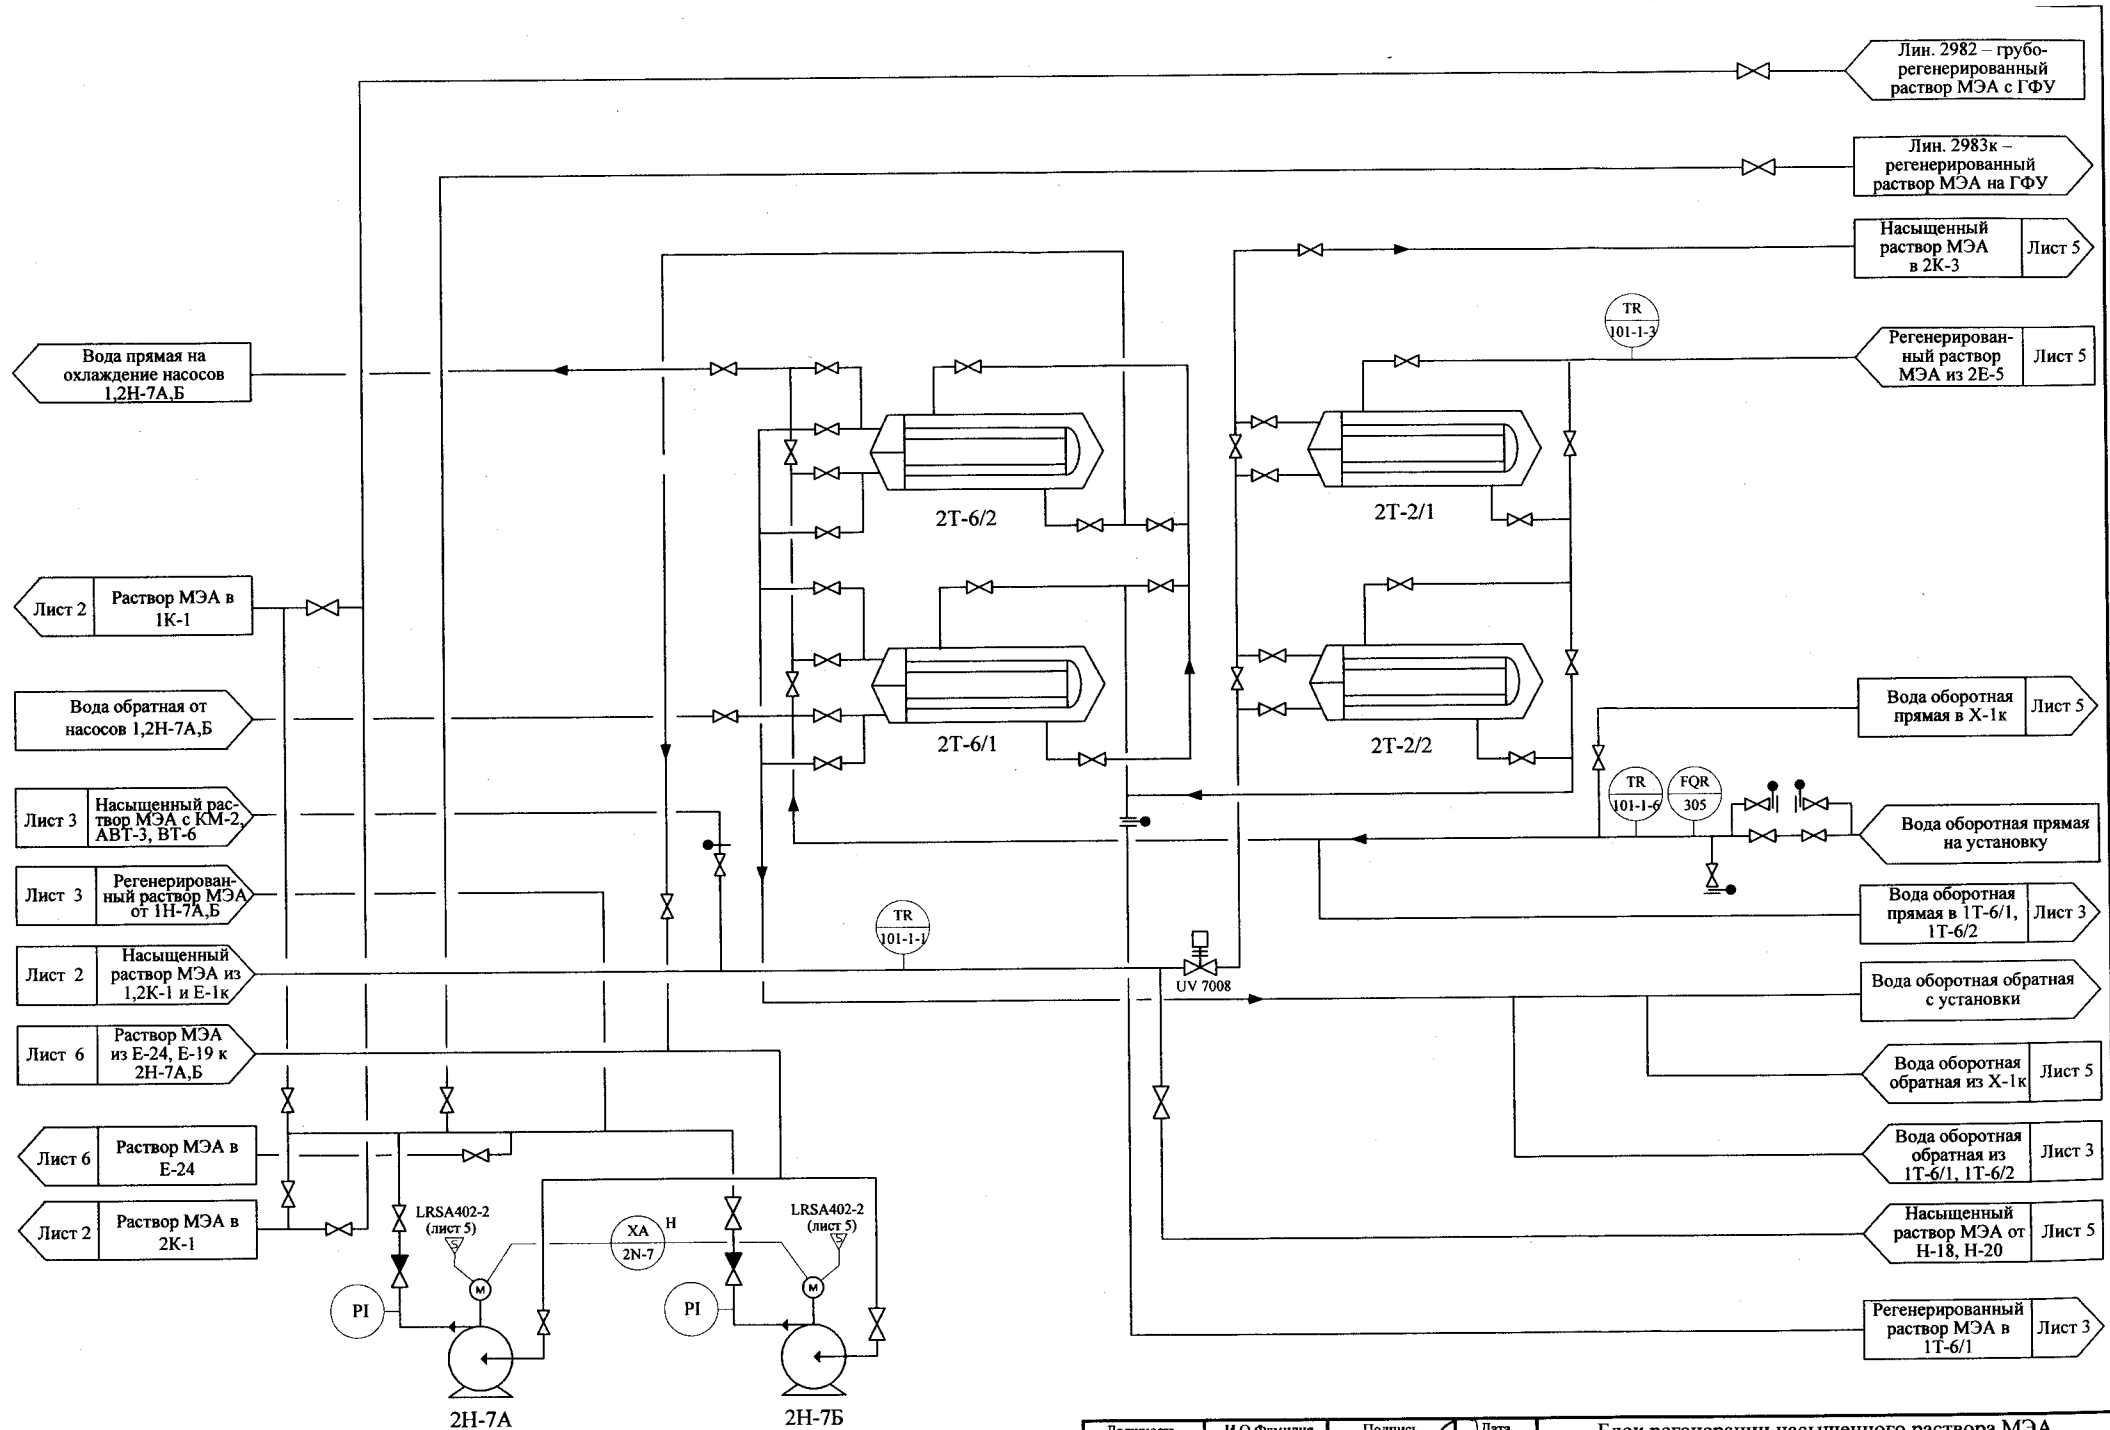 Лин. 2982 – грубо-
регенерированный
раствор МЭА с ГФУ
Лин. 2983к –
регенерированный
раствор МЭА на ГФУ
Насыщенный
раствор МЭА
в 2К-3
Лист 5
TR
101-1-3
Регенерирован-
ный раствор
МЭА из 2Е-5
Лист 5
Вода прямая на
охлаждение насосов
1,2Н-7А,Б
2Т-6/2
2Т-2/1
Лист 2
Раствор МЭА в
1К-1
Вода обратная от
насосов 1,2Н-7А,Б
2Т-6/1
2Т-2/2
Вода оборотная
прямая в Х-1к
Лист 5
TR
101-1-6
FQR
305
Лист 3
Насыщенный рас-
твор МЭА с КМ-2,
АВТ-3, ВТ-6
Вода оборотная прямая
на установку
Лист 3
Регенерирован-
ный раствор МЭА
от 1Н-7А,Б
Вода оборотная
прямая в 1Т-6/1,
1Т-6/2
Лист 3
TR
101-1-1
Лист 2
Насыщенный
раствор МЭА из
1,2К-1 и Е-1к
UV 7008
Вода оборотная обратная
с установки
Лист 6
Раствор МЭА
из Е-24, Е-19 к
2Н-7А,Б
Вода оборотная
обратная из Х-1к
Лист 5
Лист 6
Раствор МЭА в
Е-24
Вода оборотная
обратная из
1Т-6/1, 1Т-6/2
Лист 3
Лист 2
Раствор МЭА в
2К-1
LRSA402-2
(лист 5)
S
XA
2N-7
H
LRSA402-2
(лист 5)
S
Насыщенный
раствор МЭА от
Н-18, Н-20
Лист 5
PI
M
PI
M
Регенерированный
раствор МЭА в
1Т-6/1
Лист 3
2Н-7А
2Н-7Б
Должность
И.О.Фамилия
Подпись
Дата
Блок регенерации насыщенного раствора МЭА